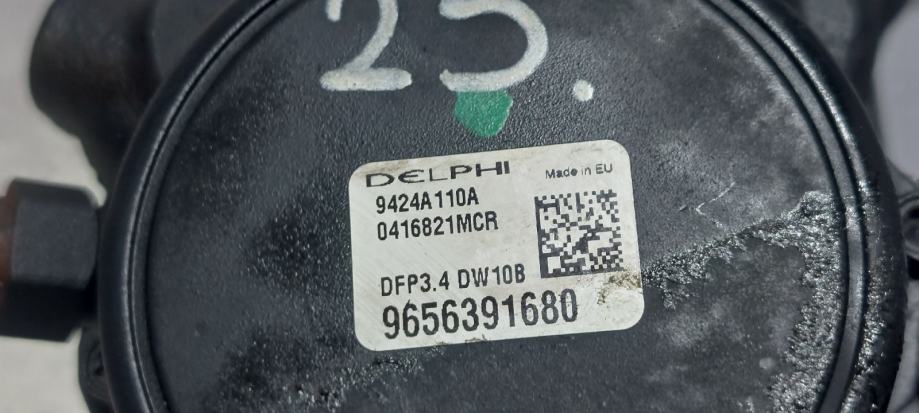 25.
DELPHI Made in EU
9424A110A
0416821MCR
DFP3.4 DW10B
9656391680